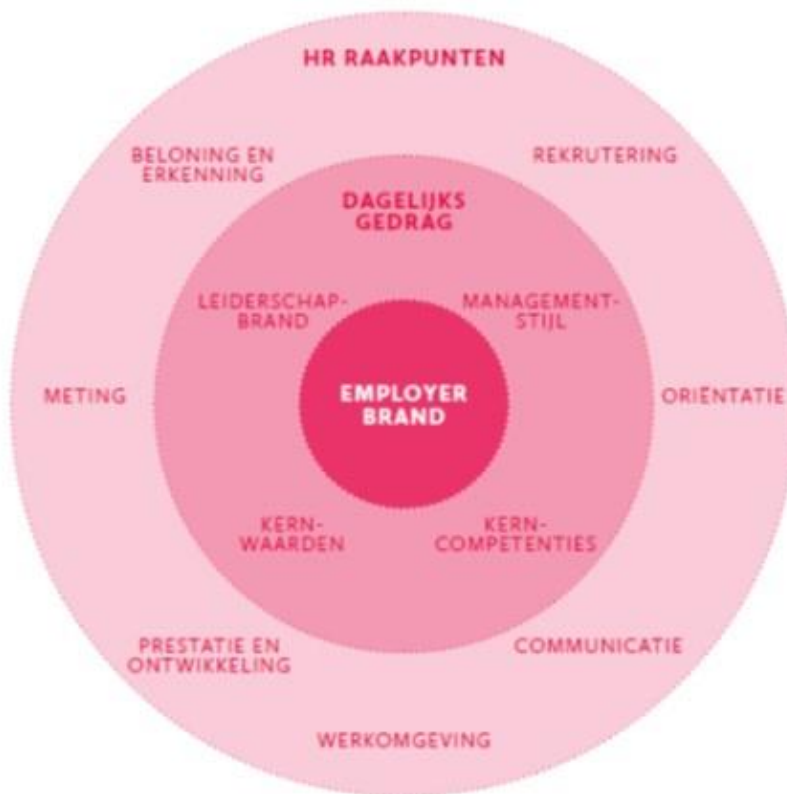 HR RAAKPUNTEN
BELONING EN
ERKENNING
REKRUTERING
DAGELIJKS
GEDRAG
LEIDERSCHAP-
BRAND
MANAGEMENT-
STIJL
METING
EMPLOYER
BRAND
ORIËNTATIE
KERN-
WAARDEN
KERN-
COMPETENTIES
PRESTATIE EN
ONTWIKKELING
COMMUNICATIE
WERKOMGEVING